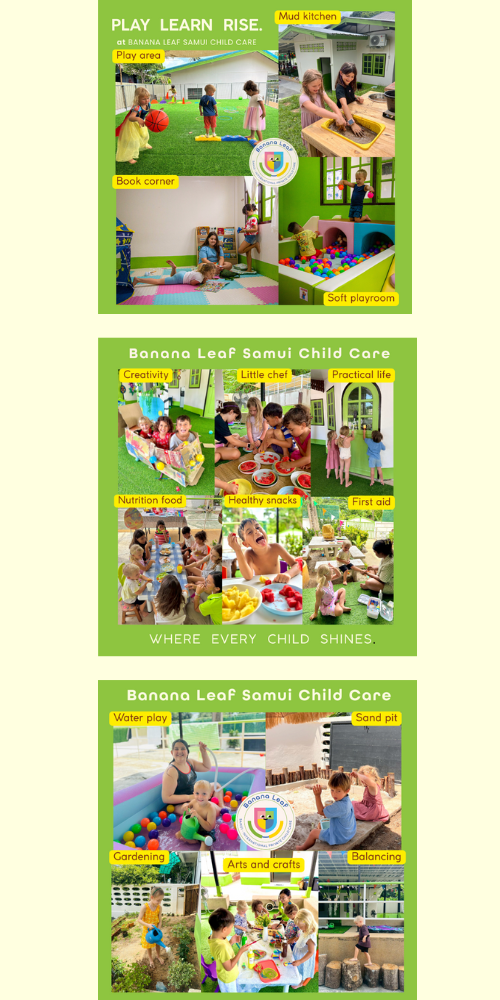 PLAY LEARN RISE.
at BANANA LEAF SAMUI CHILD CARE
Mud kitchen
Play area
Banana Leaf
Book corner
Soft playroom
Banana Leaf Samui Child Care
Creativity
Little chef
Practical life
Nutrition food
Healthy snacks
First aid
WHERE EVERY CHILD SHINES.
Banana Leaf Samui Child Care
Water play
Sand pit
Banana Leaf
Gardening
Arts and crafts
Balancing